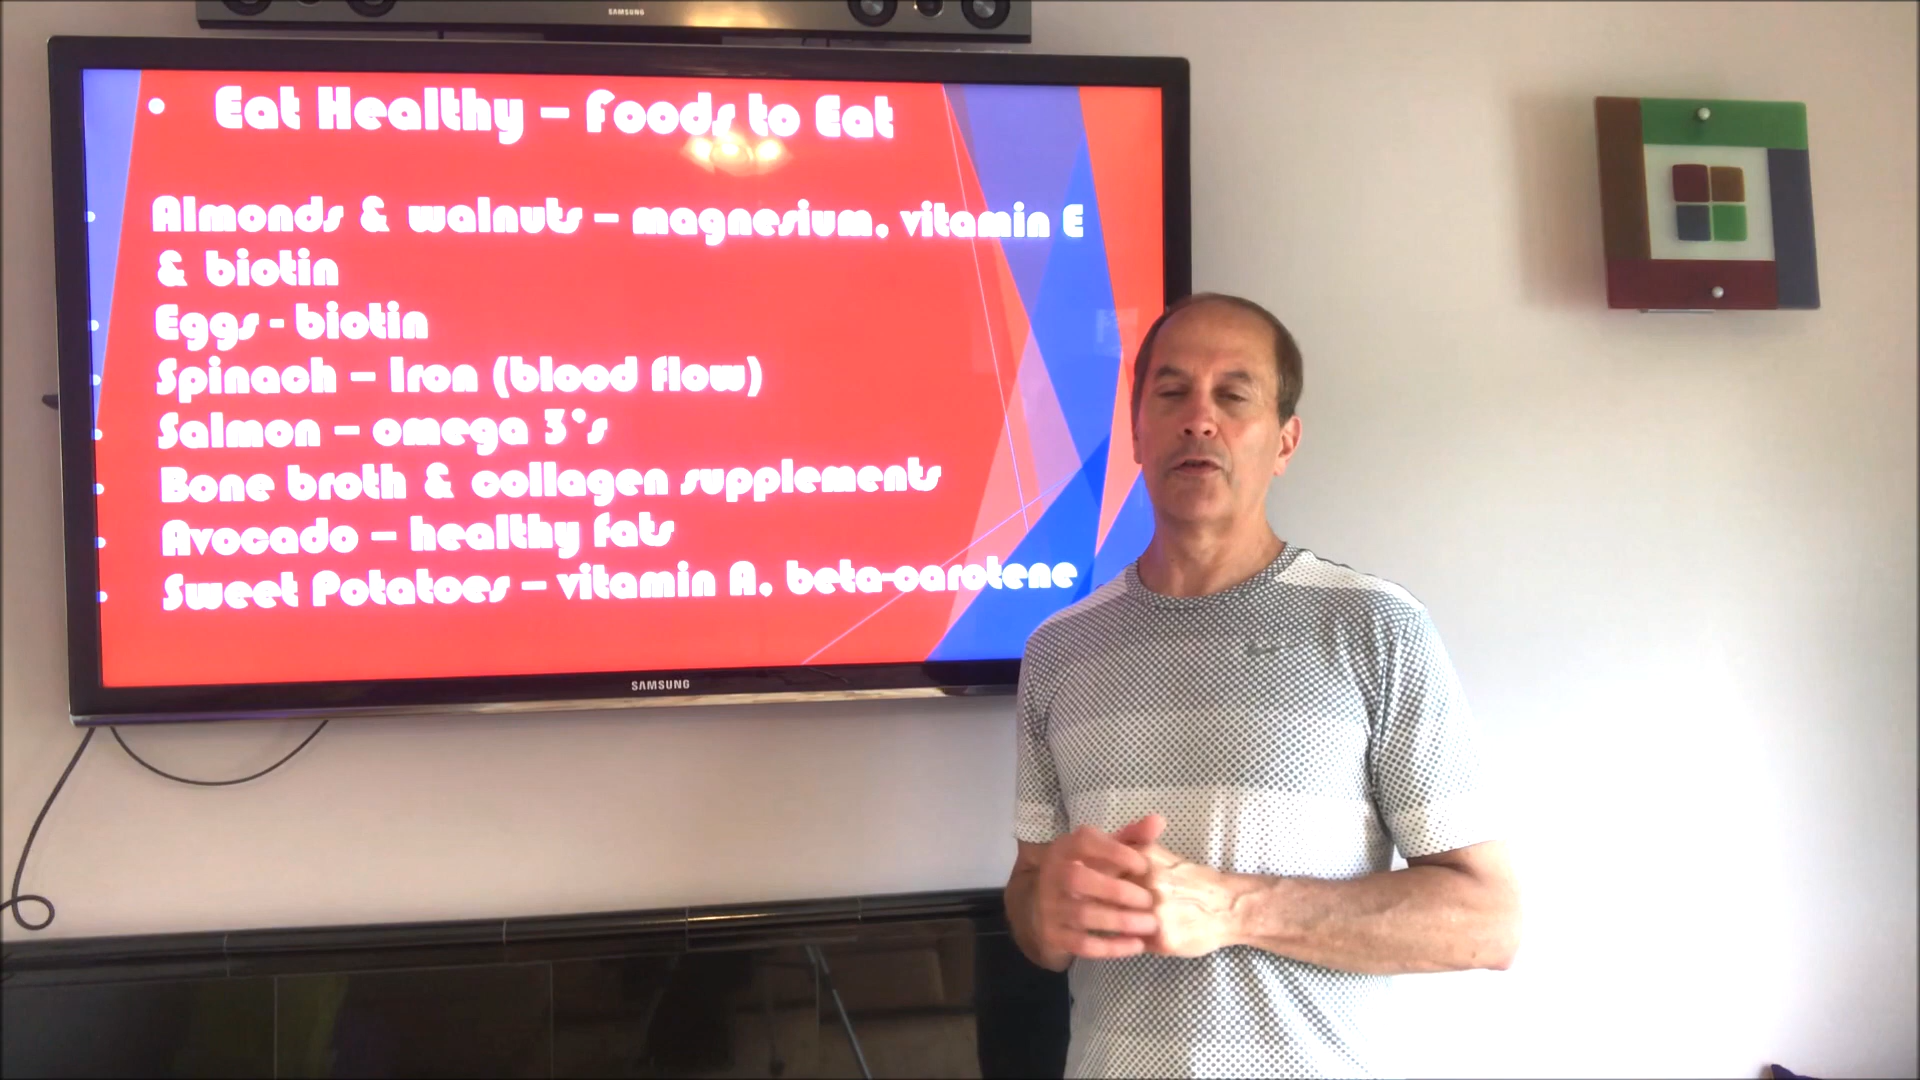 SAMSUNG
• Eat Healthy – Foods to Eat
• Almonds & walnuts – magnesium, vitamin E
& biotin
• Eggs - biotin
• Spinach – Iron (blood flow)
• Salmon – omega 3's
• Bone broth & collagen supplements
• Avocado – healthy fats
• Sweet Potatoes – vitamin A, beta-carotene
SAMSUNG